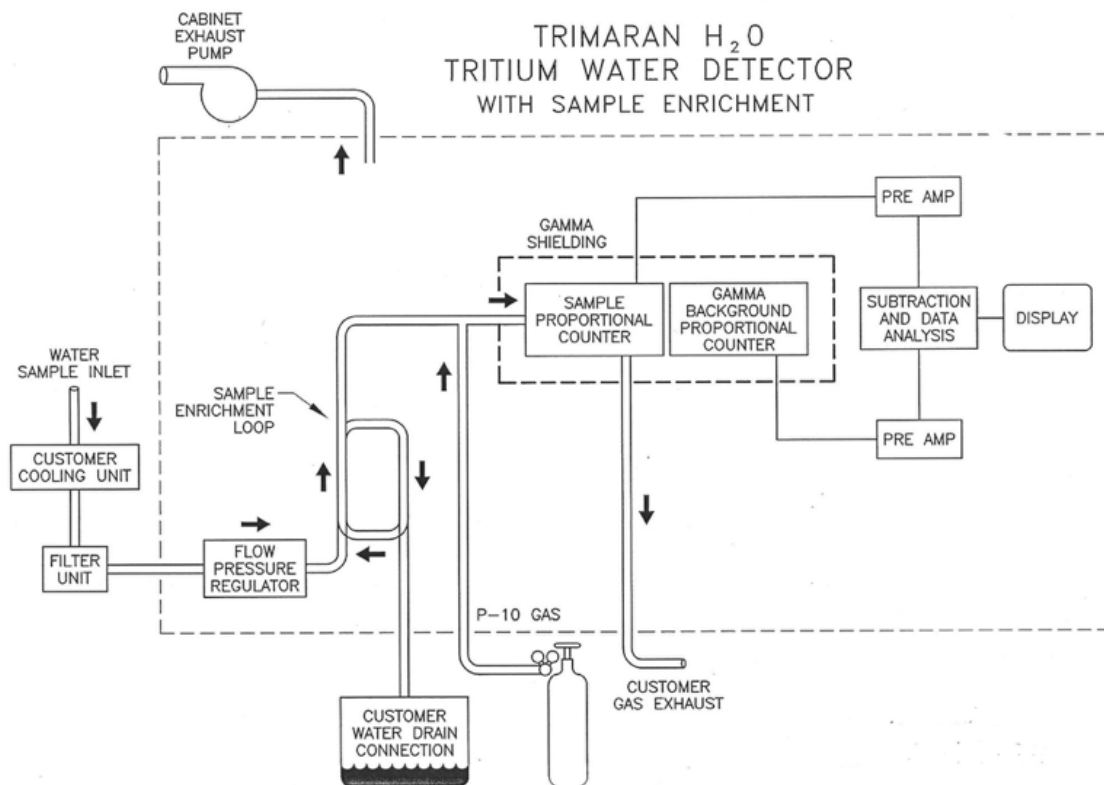 CABINET
EXHAUST
PUMP
TRIMARAN H₂O
TRITIUM WATER DETECTOR
WITH SAMPLE ENRICHMENT
PRE AMP
GAMMA
SHIELDING
SAMPLE
PROPORTIONAL
COUNTER
GAMMA
BACKGROUND
PROPORTIONAL
COUNTER
SUBTRACTION
AND DATA
ANALYSIS
DISPLAY
WATER
SAMPLE INLET
SAMPLE
ENRICHMENT
LOOP
CUSTOMER
COOLING UNIT
PRE AMP
FILTER
UNIT
FLOW
PRESSURE
REGULATOR
P-10 GAS
CUSTOMER
GAS EXHAUST
CUSTOMER
WATER DRAIN
CONNECTION